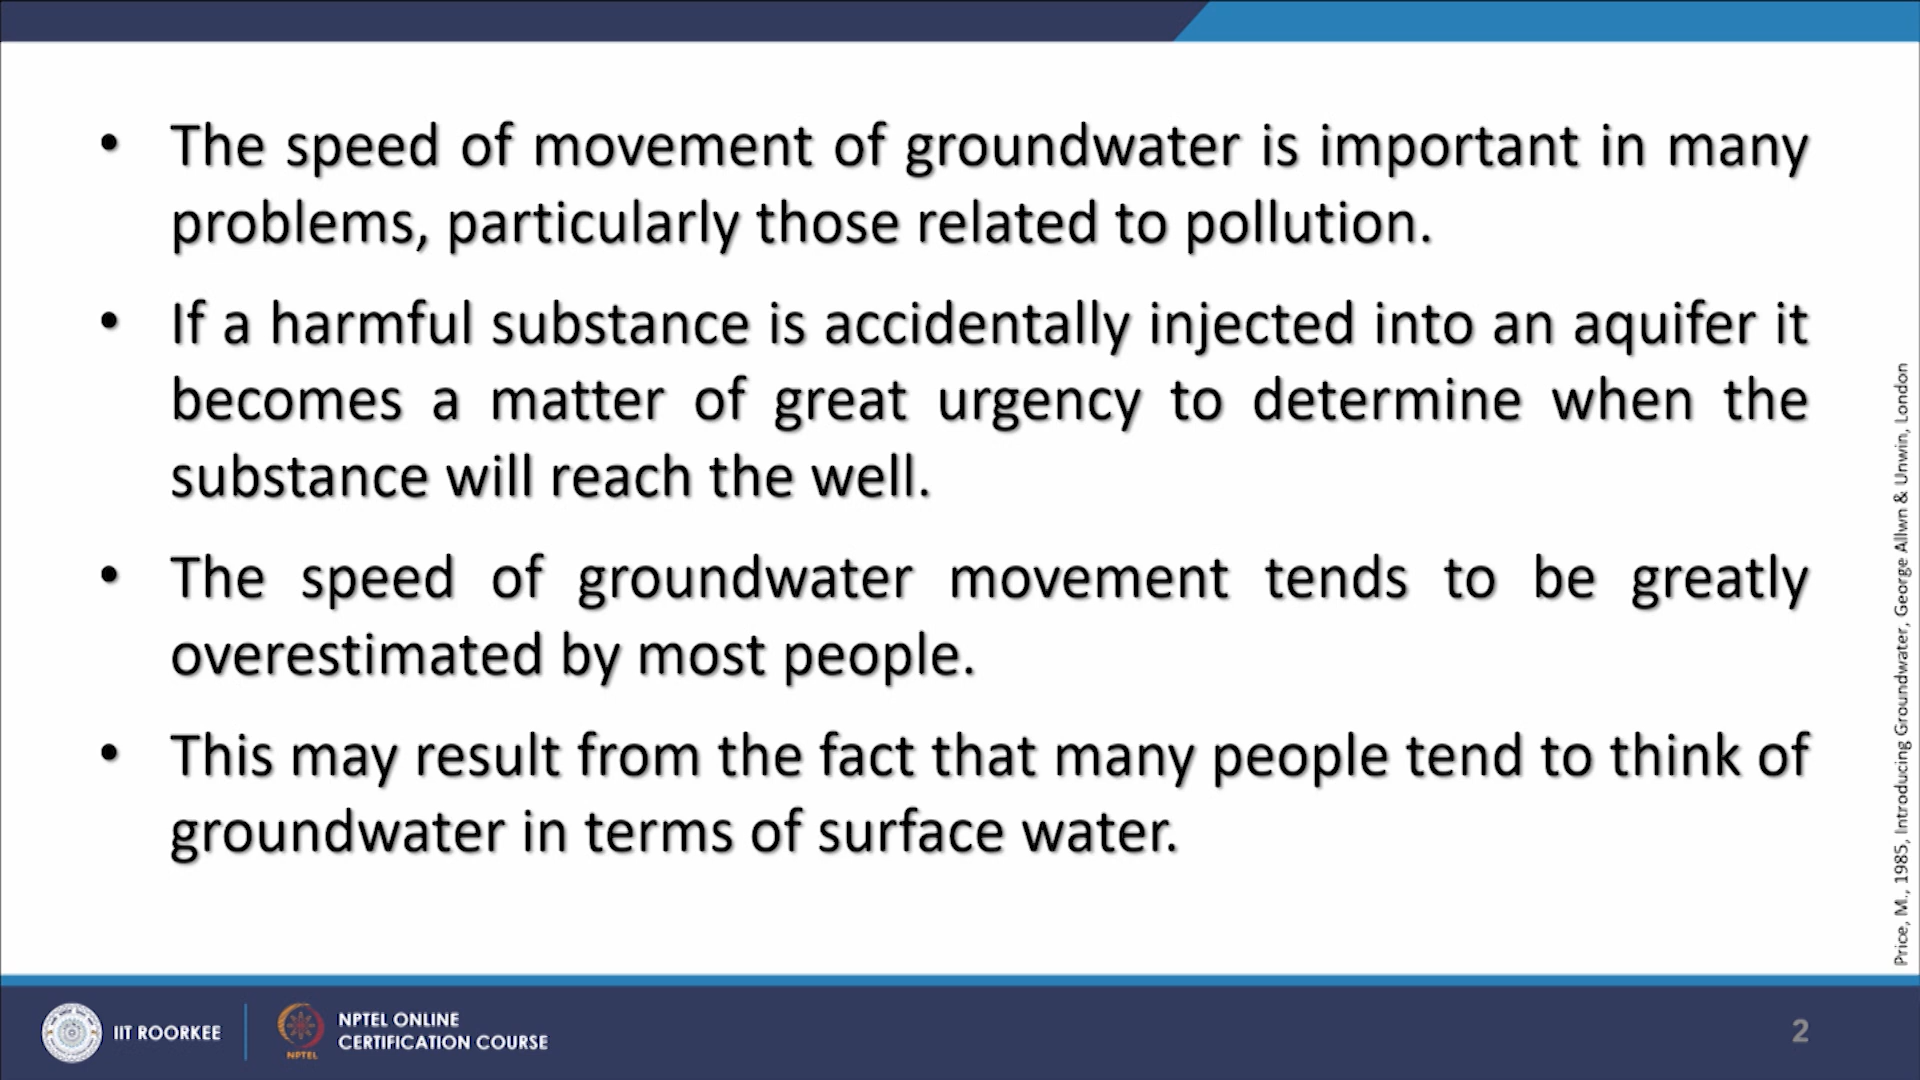 • The speed of movement of groundwater is important in many
problems, particularly those related to pollution.
• If a harmful substance is accidentally injected into an aquifer it
becomes a matter of great urgency to determine when the
substance will reach the well.
• The speed of groundwater movement tends to be greatly
overestimated by most people.
• This may result from the fact that many people tend to think of
groundwater in terms of surface water.
Price, M., 1985, Introducing Groundwater, George Allwn & Unwin, London
IIT ROORKEE
NPTEL
NPTEL ONLINE
CERTIFICATION COURSE
2